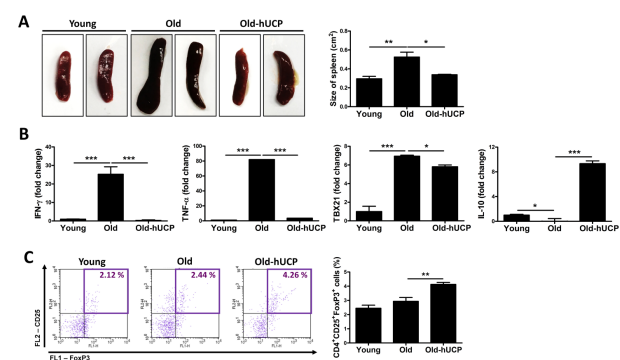 A
Young
Old
Old-hUCP
Size of spleen (cm2)
0.8
0.6
0.4
0.2
0.0
**
*
Young
Old
Old-hUCP
B
IFN-γ (fold change)
40
30
20
10
0
***
***
Young
Old
Old-hUCP
TNF-α (fold change)
100
80
60
40
20
0
***
***
Young
Old
Old-hUCP
TBX21 (fold change)
8
6
4
2
0
***
*
Young
Old
Old-hUCP
IL-10 (fold change)
12
8
4
0
*
***
Young
Old
Old-hUCP
C
FL2 – CD25
Young
2.12 %
Old
2.44 %
Old-hUCP
4.26 %
FL1 – FoxP3
CD4+CD25+FoxP3+ cells (%)
5
4
3
2
1
0
**
Young
Old
Old-hUCP